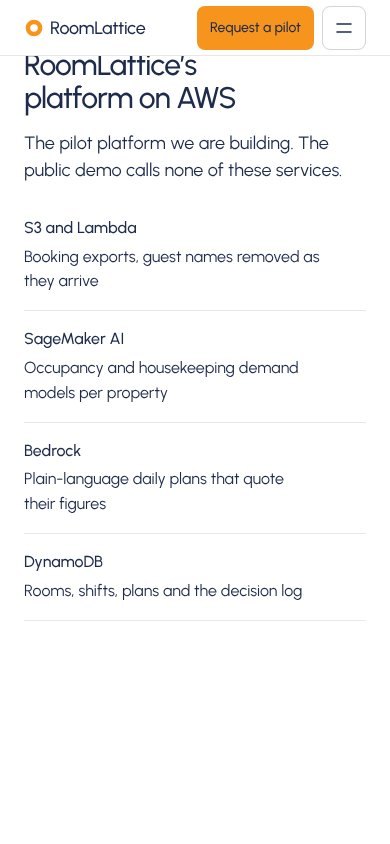 RoomLattice
Request a pilot
RoomLattice’s
platform on AWS
The pilot platform we are building. The
public demo calls none of these services.
S3 and Lambda
Booking exports, guest names removed as
they arrive
SageMaker AI
Occupancy and housekeeping demand
models per property
Bedrock
Plain-language daily plans that quote
their figures
DynamoDB
Rooms, shifts, plans and the decision log